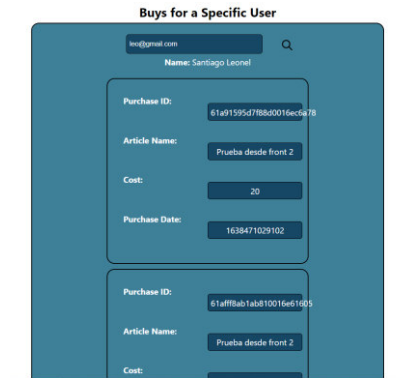 Buys for a Specific User
leo@gmail.com
Name: Santiago Leonel
Purchase ID:
61a91595d7f88d0016ec6a78
Article Name:
Prueba desde front 2
Cost:
20
Purchase Date:
1638471029102
Purchase ID:
61afff8ab1ab810016e61605
Article Name:
Prueba desde front 2
Cost: